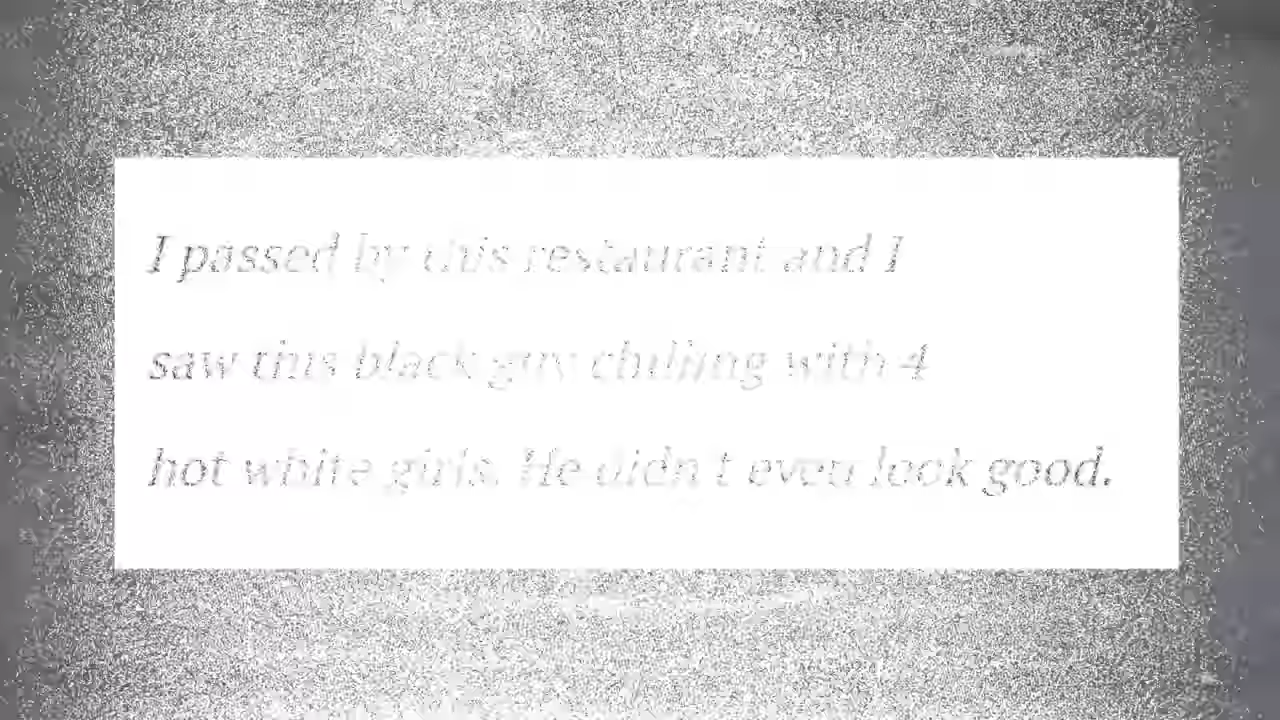 I passed by this restaurant and I
saw this black guy chilling with 4
hot white girls. He didn't even look good.